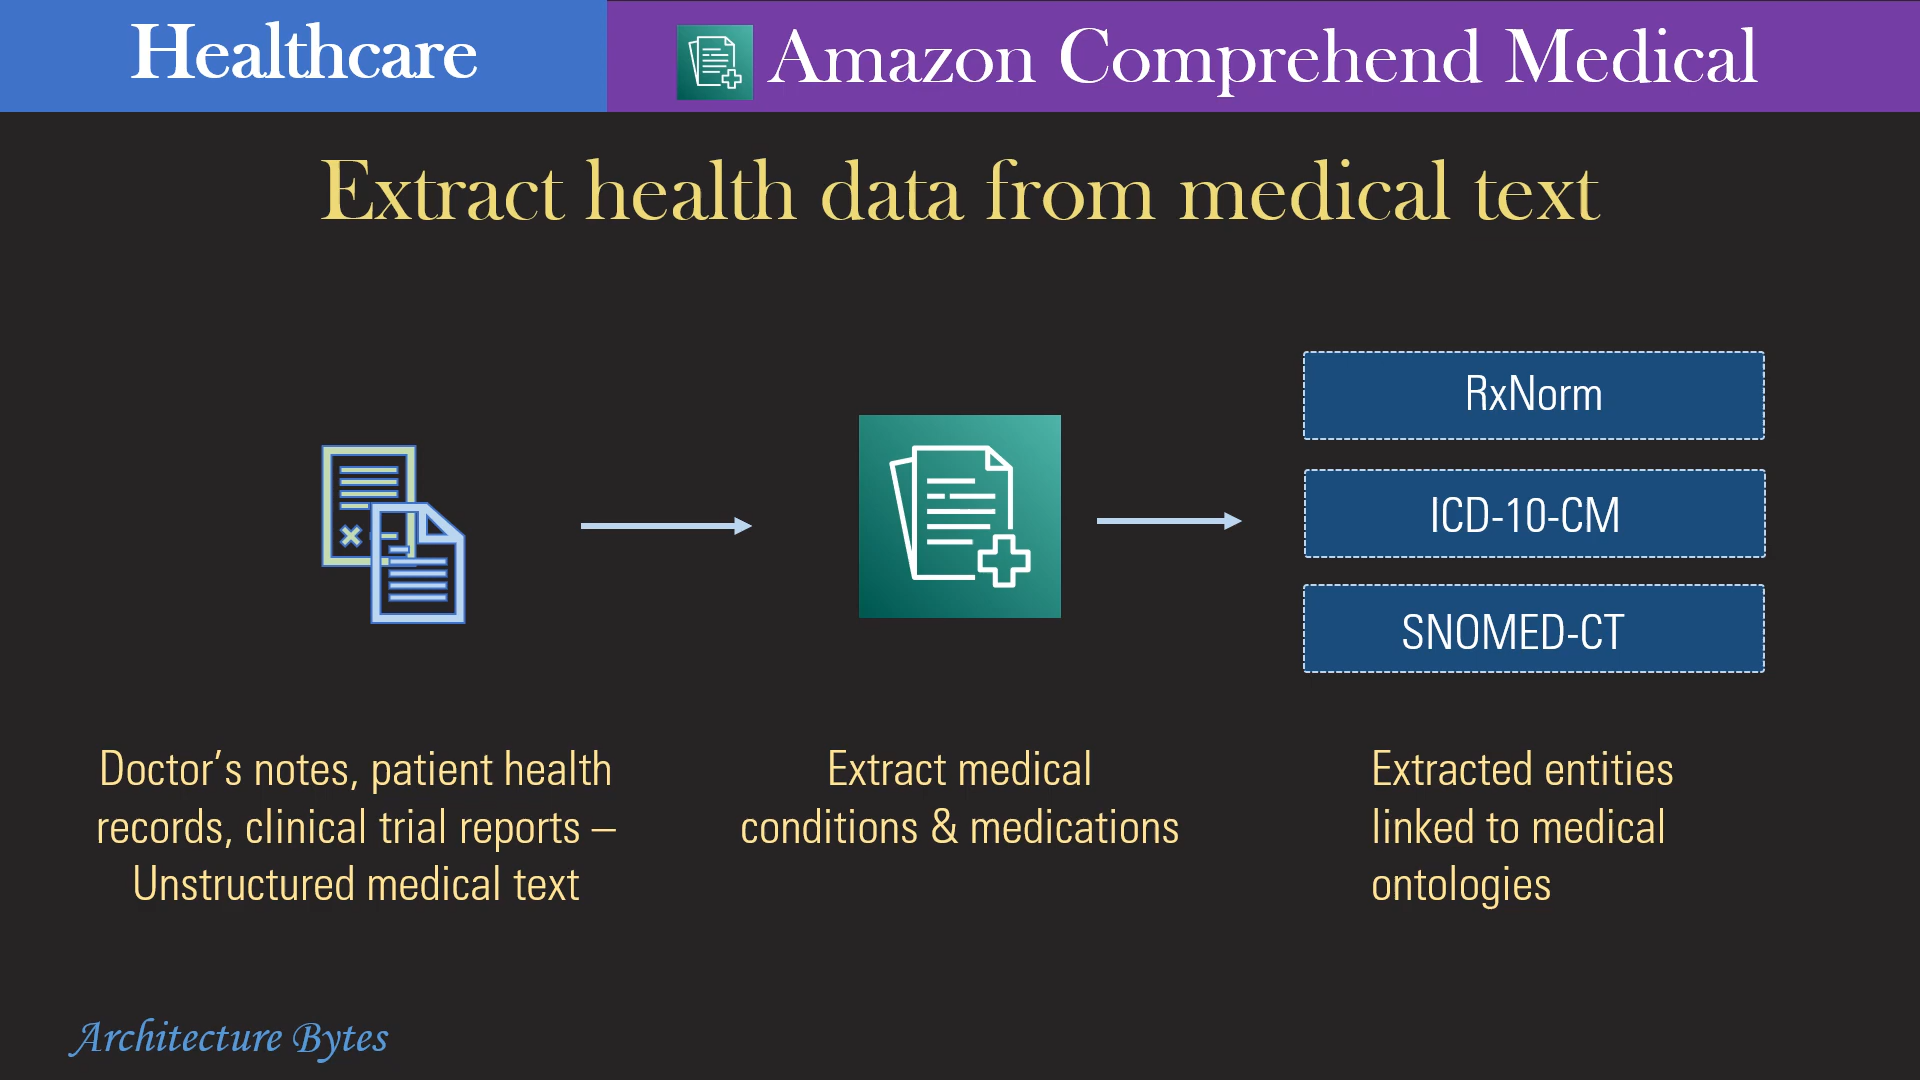 Healthcare
Amazon Comprehend Medical
Extract health data from medical text
RxNorm
ICD-10-CM
SNOMED-CT
Doctor’s notes, patient health
records, clinical trial reports –
Unstructured medical text
Extract medical
conditions & medications
Extracted entities
linked to medical
ontologies
Architecture Bytes